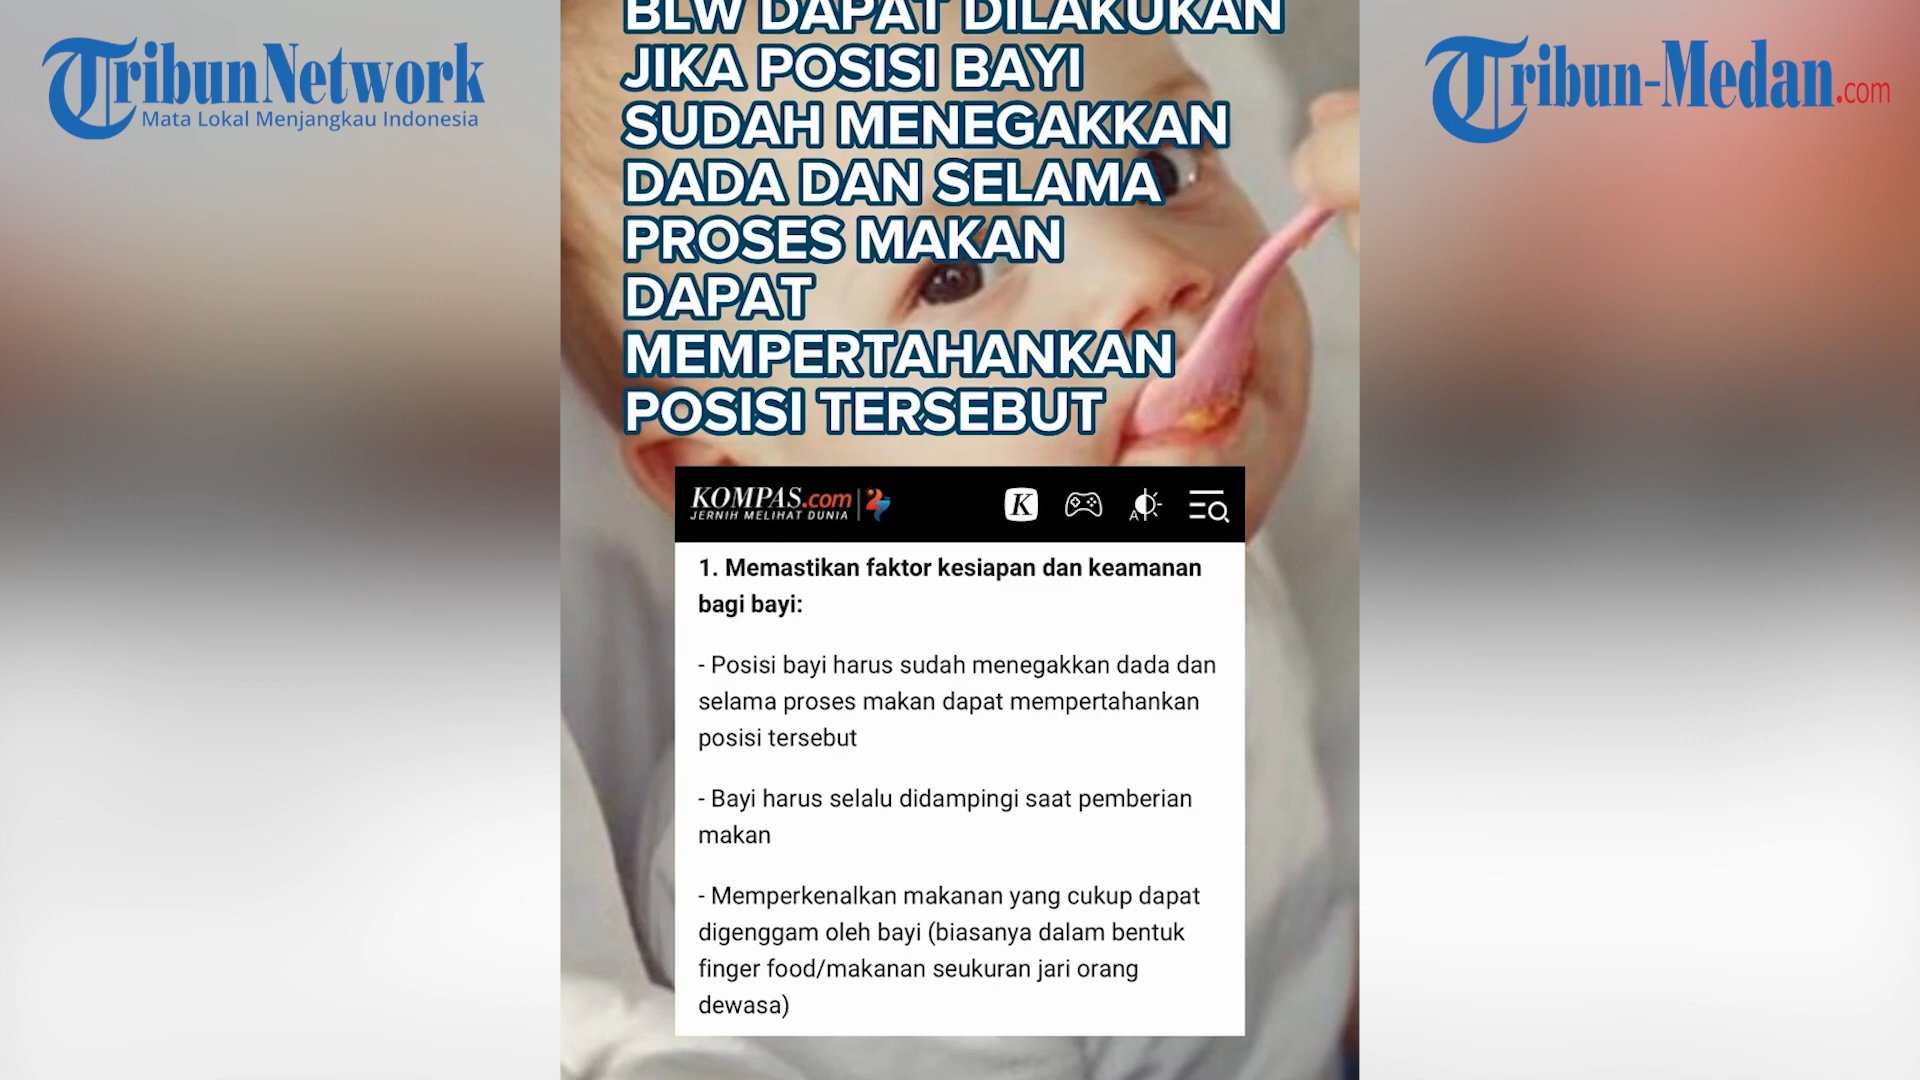 Tribun Network
Mata Lokal Menjangkau Indonesia
Tribun-Medan.com
BLW DAPAT DILAKUKAN
JIKA POSISI BAYI
SUDAH MENEGAKKAN
DADA DAN SELAMA
PROSES MAKAN
DAPAT
MEMPERTAHANKAN
POSISI TERSEBUT
KOMPAS.com
JERNIH MELIHAT DUNIA
K
A
1. Memastikan faktor kesiapan dan keamanan
bagi bayi:
- Posisi bayi harus sudah menegakkan dada dan
selama proses makan dapat mempertahankan
posisi tersebut
- Bayi harus selalu didampingi saat pemberian
makan
- Memperkenalkan makanan yang cukup dapat
digenggam oleh bayi (biasanya dalam bentuk
finger food/makanan seukuran jari orang
dewasa)